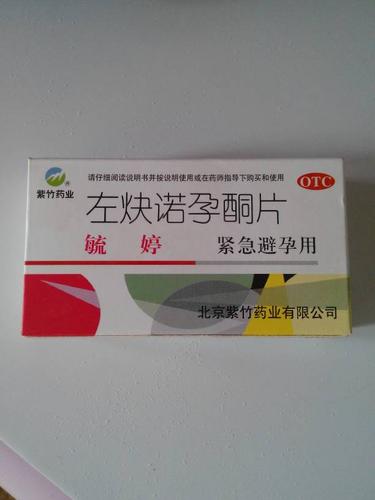 请仔细阅读说明书并按说明使用或在药师指导下购买和使用
OTC
紫竹药业
左炔诺孕酮片
毓婷
紧急避孕用
北京紫竹药业有限公司